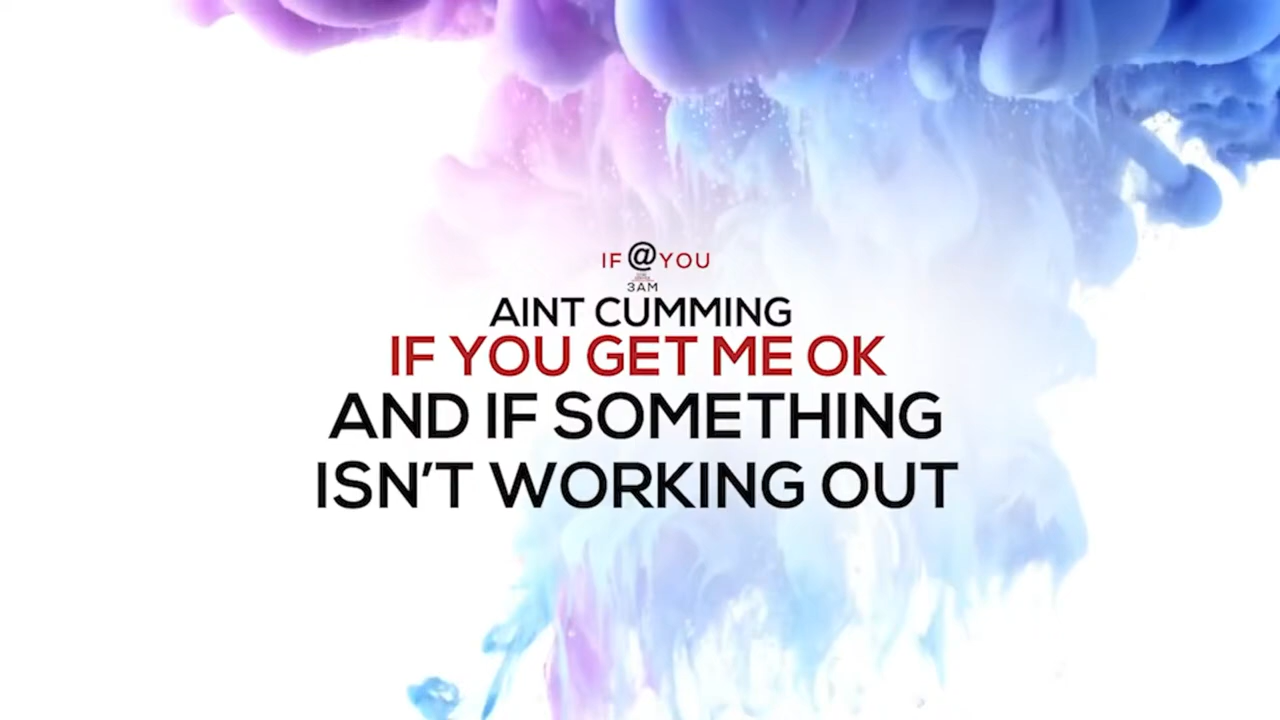 IF @ YOU
3AM
AINT CUMMING
IF YOU GET ME OK
AND IF SOMETHING
ISN’T WORKING OUT